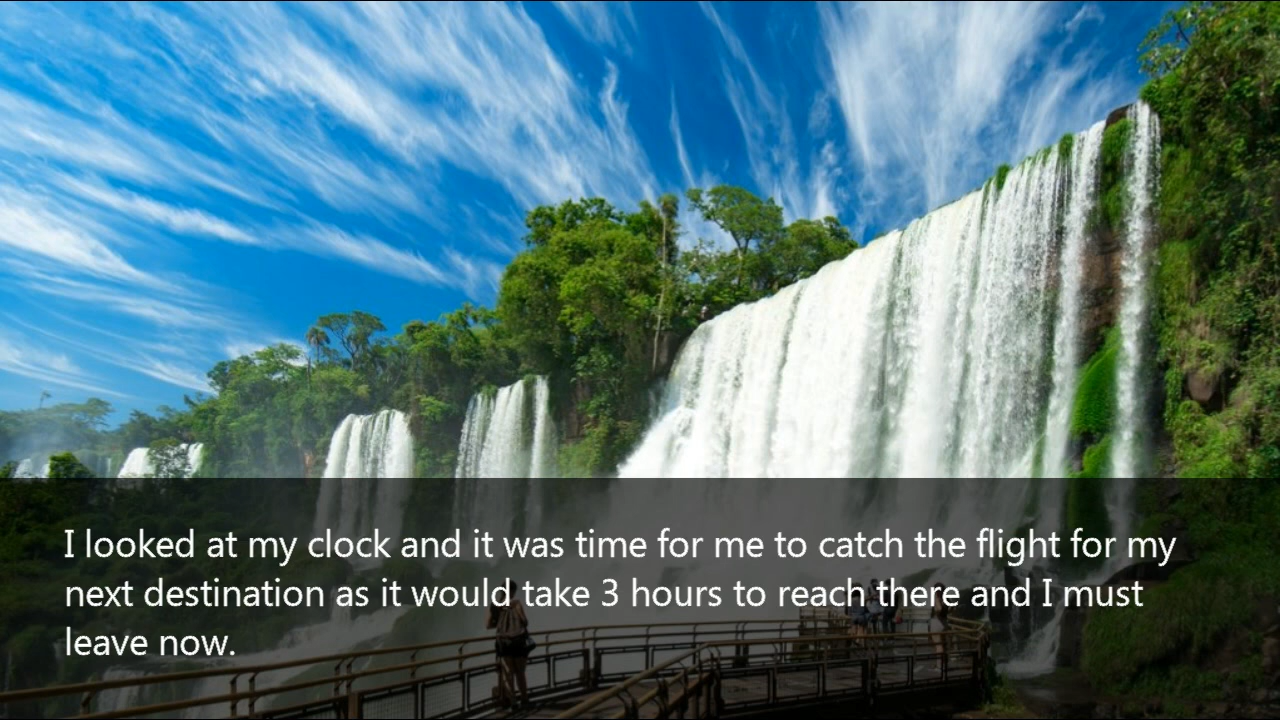 I looked at my clock and it was time for me to catch the flight for my
next destination as it would take 3 hours to reach there and I must
leave now.